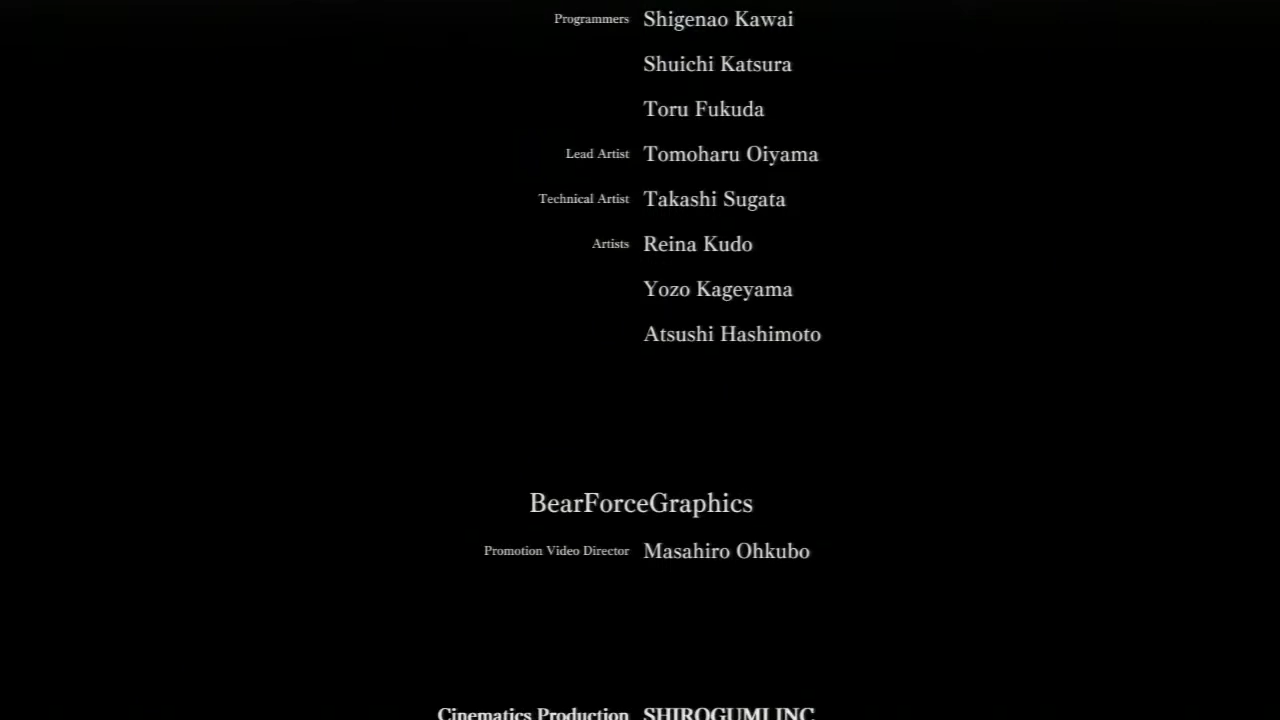 Programmers Shigenao Kawai
Shuichi Katsura
Toru Fukuda
Lead Artist Tomoharu Oiyama
Technical Artist Takashi Sugata
Artists Reina Kudo
Yozo Kageyama
Atsushi Hashimoto
BearForceGraphics
Promotion Video Director Masahiro Ohkubo
Cinematics Production SHIROGUMI INC